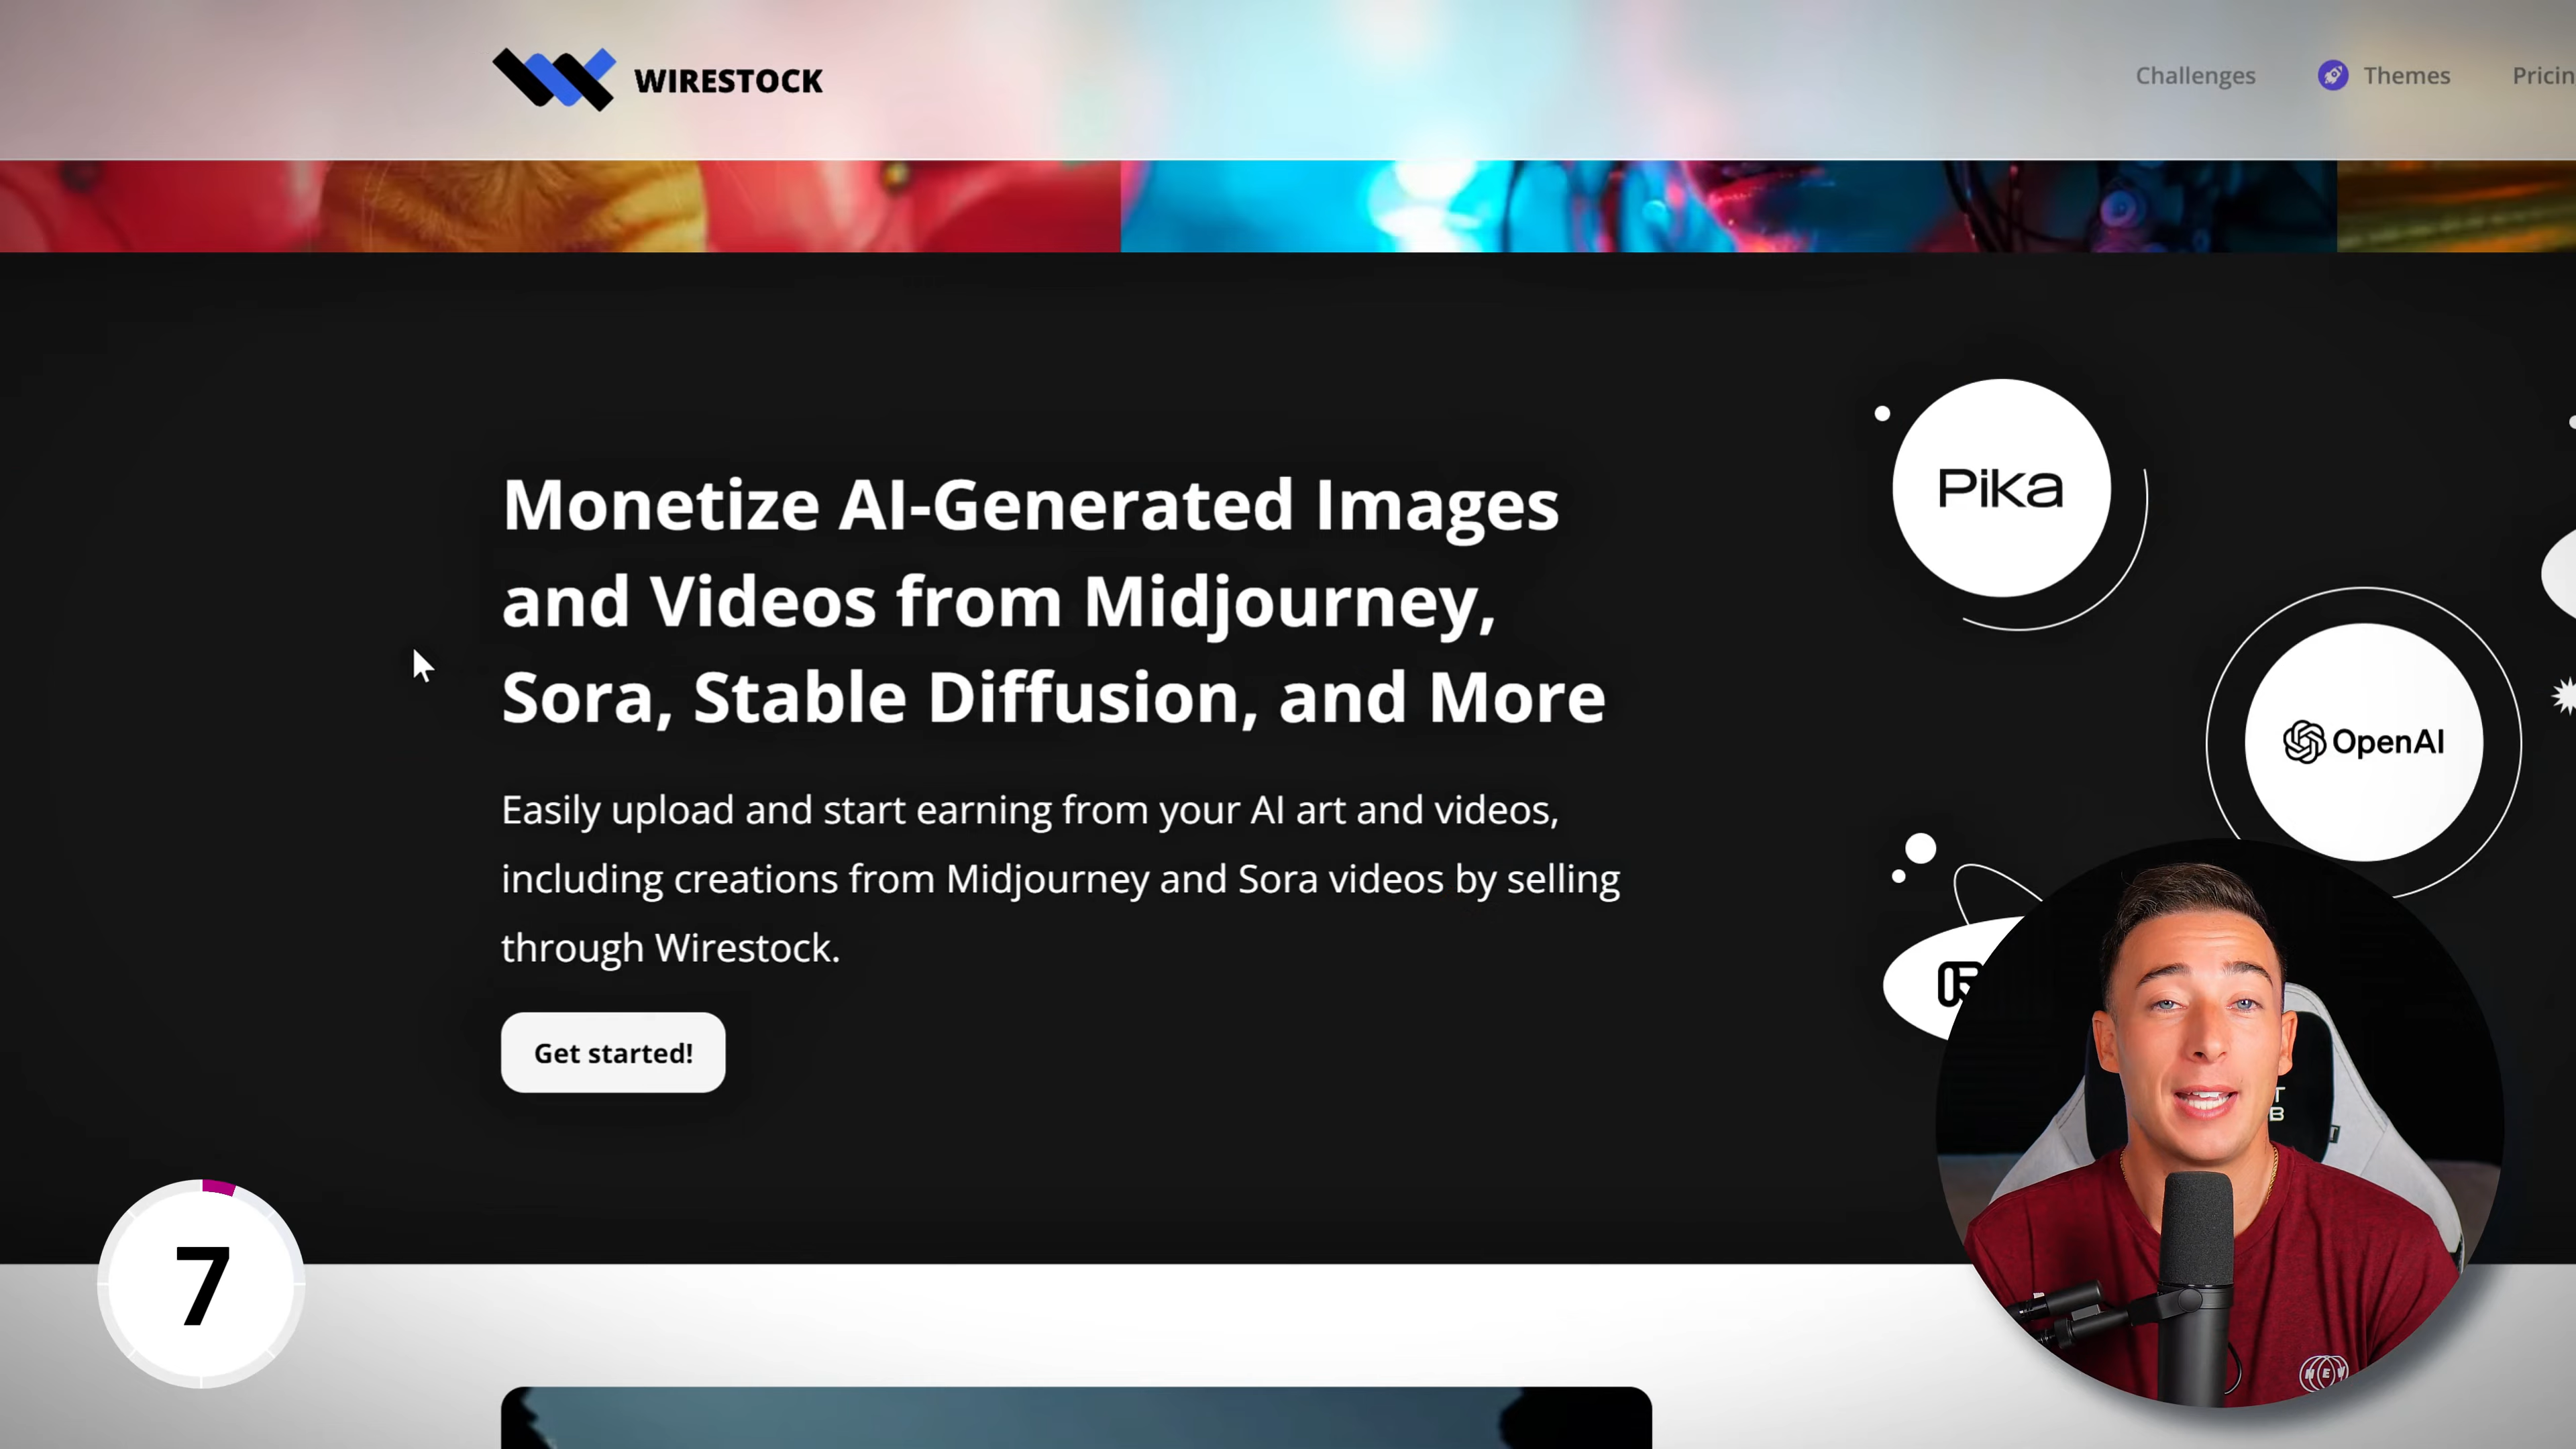 WIRESTOCK
Challenges
Themes
Monetize AI-Generated Images
and Videos from Midjourney,
Sora, Stable Diffusion, and More
Easily upload and start earning from your AI art and videos,
including creations from Midjourney and Sora videos by selling
through Wirestock.
Get started!
Pika
OpenAI
7
NEV